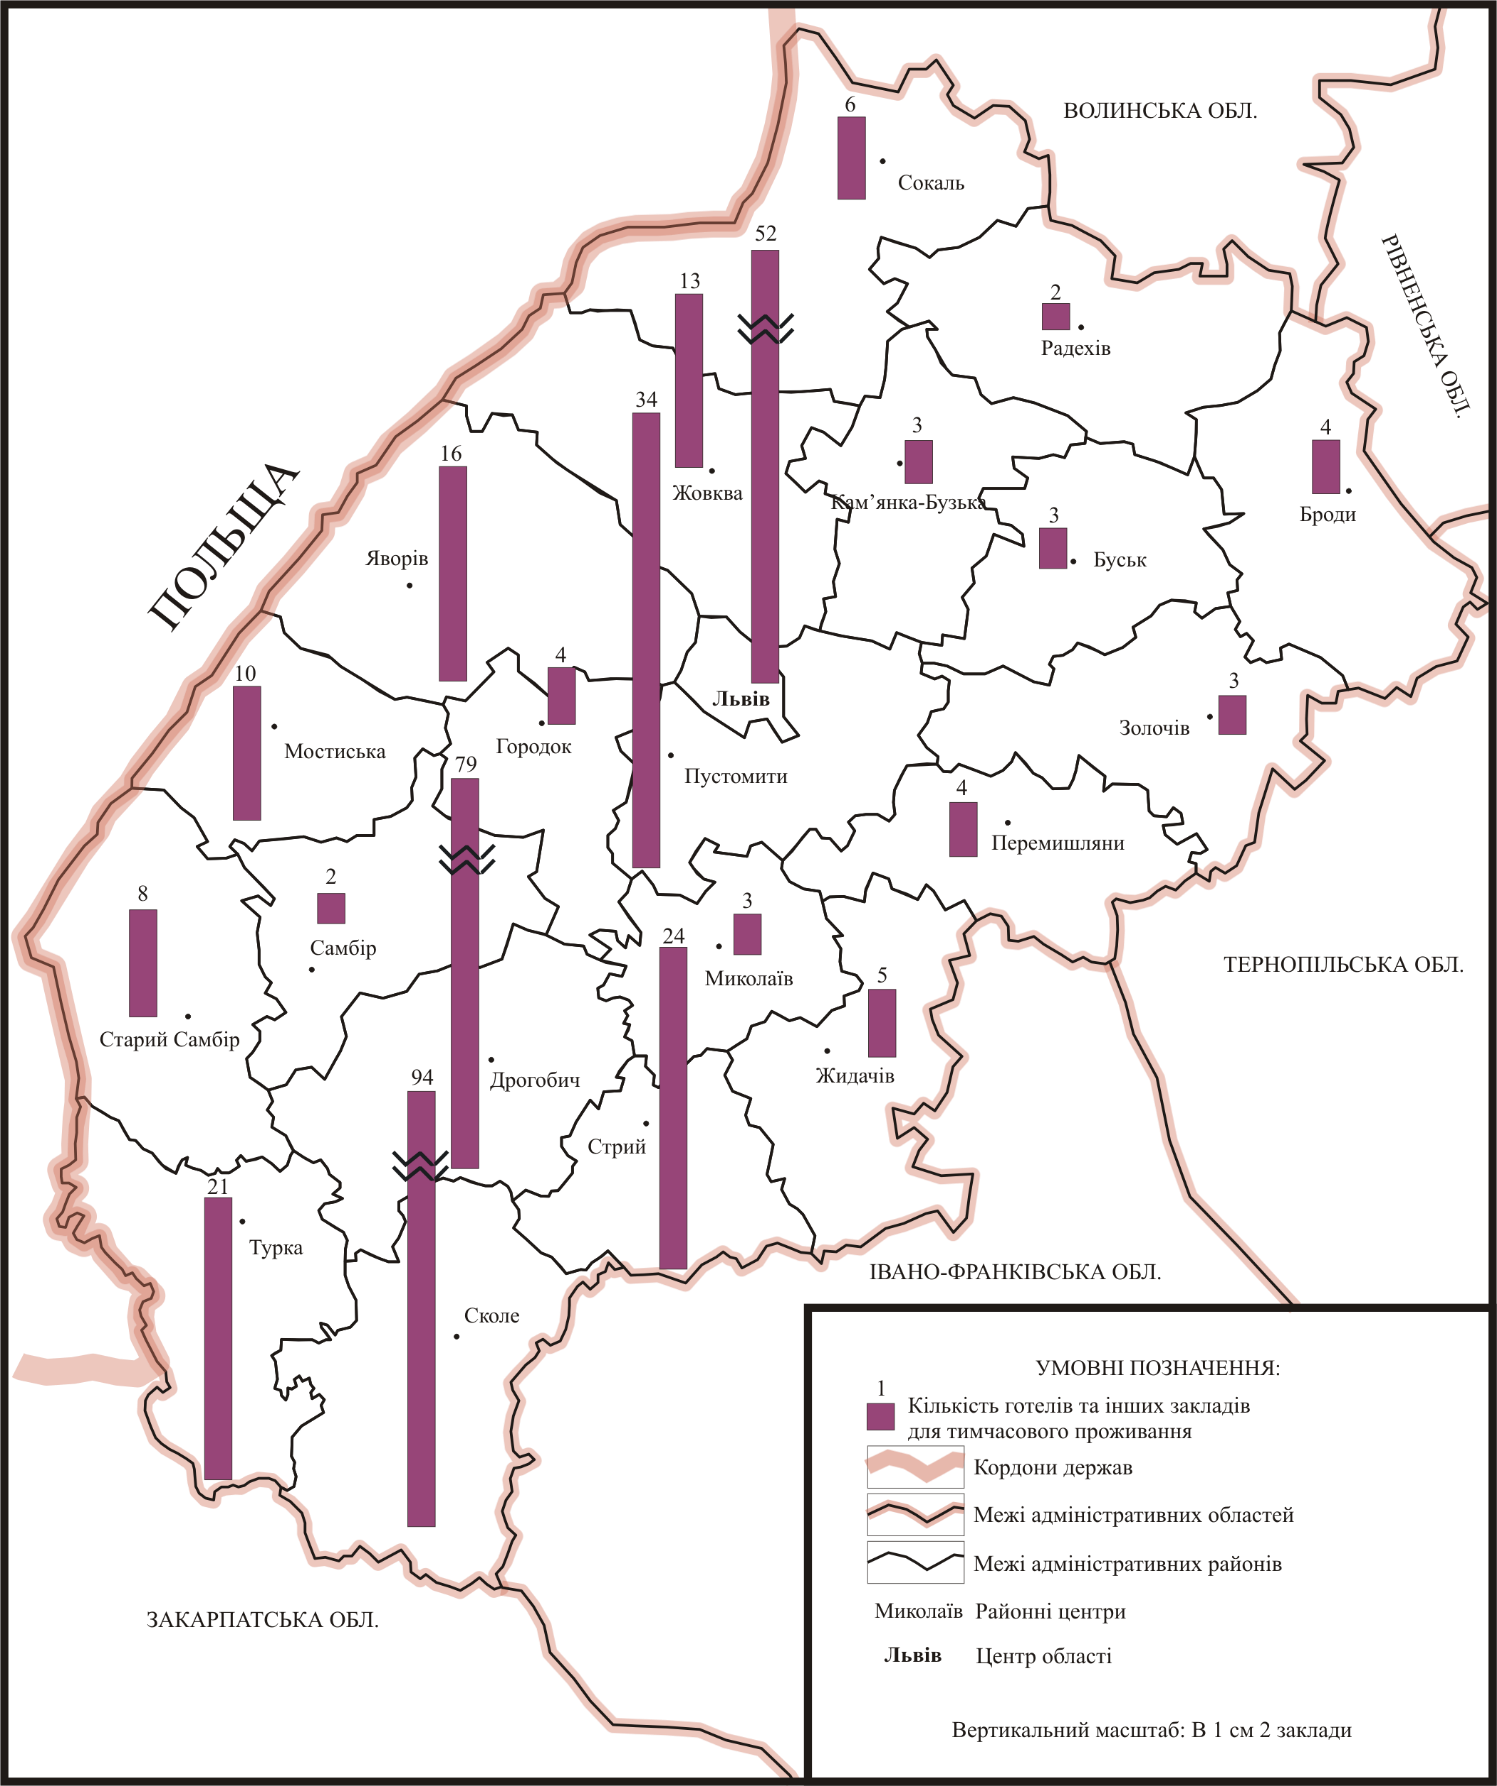 6
ВОЛИНСЬКА ОБЛ.
Сокаль
52
РІВНЕНСЬКА ОБЛ.
13
2
Радехів
34
16
3
4
ПОЛЬЩА
Жовква
Кам’янка-Бузька
Броди
3
Яворів
Буськ
10
4
3
Львів
Золочів
Мостиська
Городок
79
Пустомити
4
Перемишляни
8
2
3
Самбір
24
Миколаїв
5
ТЕРНОПІЛЬСЬКА ОБЛ.
Старий Самбір
Жидачів
94
Дрогобич
Стрий
21
Турка
ІВАНО-ФРАНКІВСЬКА ОБЛ.
Сколе
ЗАКАРПАТСЬКА ОБЛ.
УМОВНІ ПОЗНАЧЕННЯ:
1
Кількість готелів та інших закладів
для тимчасового проживання
Кордони держав
Межі адміністративних областей
Межі адміністративних районів
Миколаїв Районні центри
Львів Центр області
Вертикальний масштаб: В 1 см 2 заклади